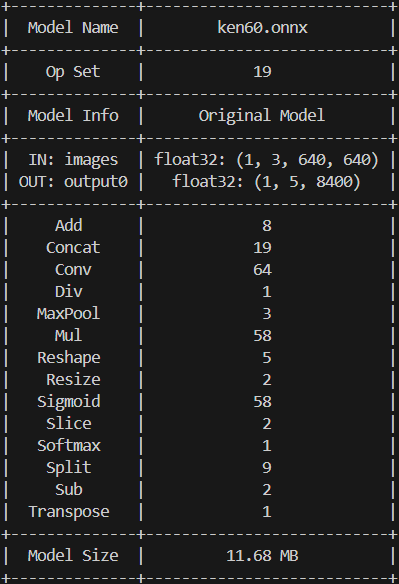 +--------------+--------------------------+
|  Model Name  |        ken60.onnx        |
+--------------+--------------------------+
|    Op Set    |            19            |
+--------------+--------------------------+
|  Model Info  |      Original Model      |
+--------------+--------------------------+
|  IN: images  | float32: (1, 3, 640, 640) |
| OUT: output0 |   float32: (1, 5, 8400)   |
+--------------+--------------------------+
|     Add      |            8             |
|    Concat    |            19            |
|     Conv     |            64            |
|     Div      |            1             |
|   MaxPool    |            3             |
|     Mul      |            58            |
|   Reshape    |            5             |
|    Resize    |            2             |
|   Sigmoid    |            58            |
|    Slice     |            2             |
|   Softmax    |            1             |
|    Split     |            9             |
|     Sub      |            2             |
|  Transpose   |            1             |
+--------------+--------------------------+
|  Model Size  |         11.68 MB         |
+--------------+--------------------------+